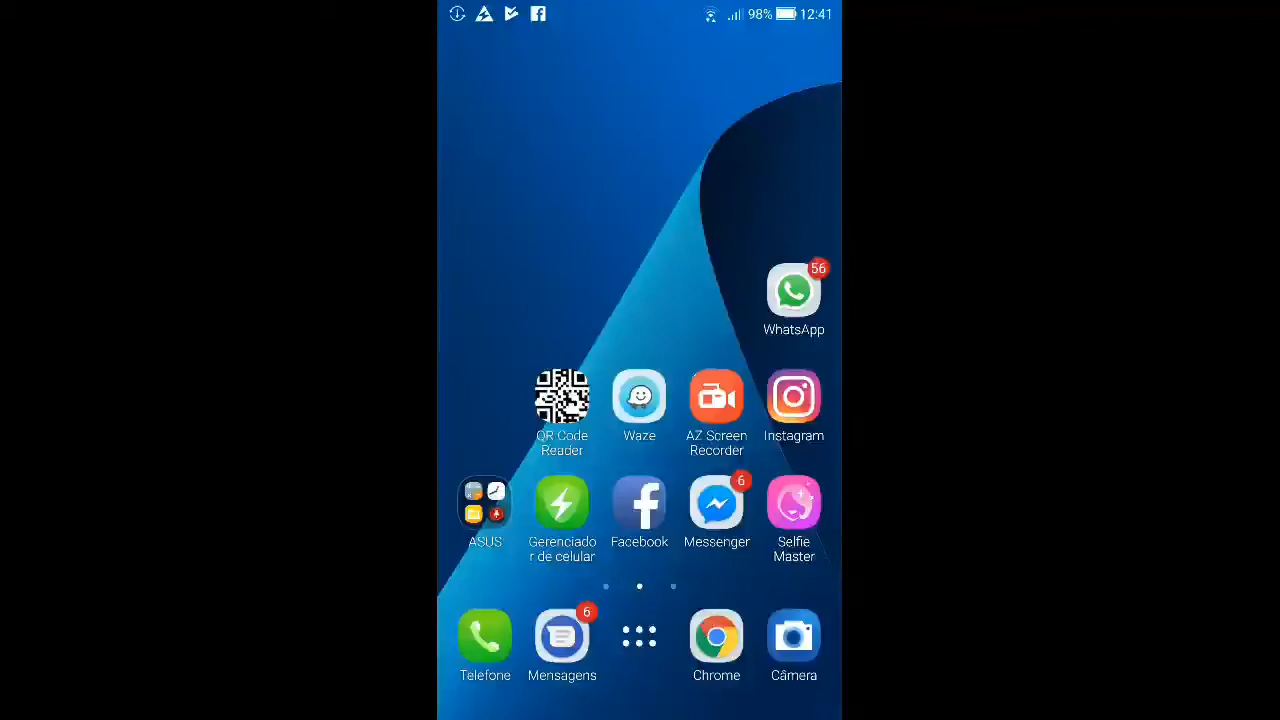 98% 12:41
56
WhatsApp
QR Code
Reader
Waze
AZ Screen
Recorder
Instagram
6
ASUS
Gerenciado
r de celular
Facebook
Messenger
Selfie
Master
6
Telefone
Mensagens
Chrome
Câmera